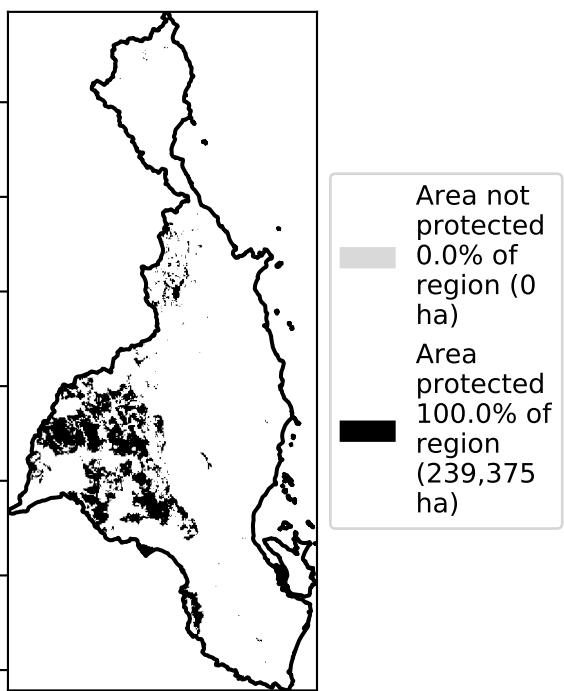 Area not
protected
0.0% of
region (0
ha)
Area
protected
100.0% of
region
(239,375
ha)